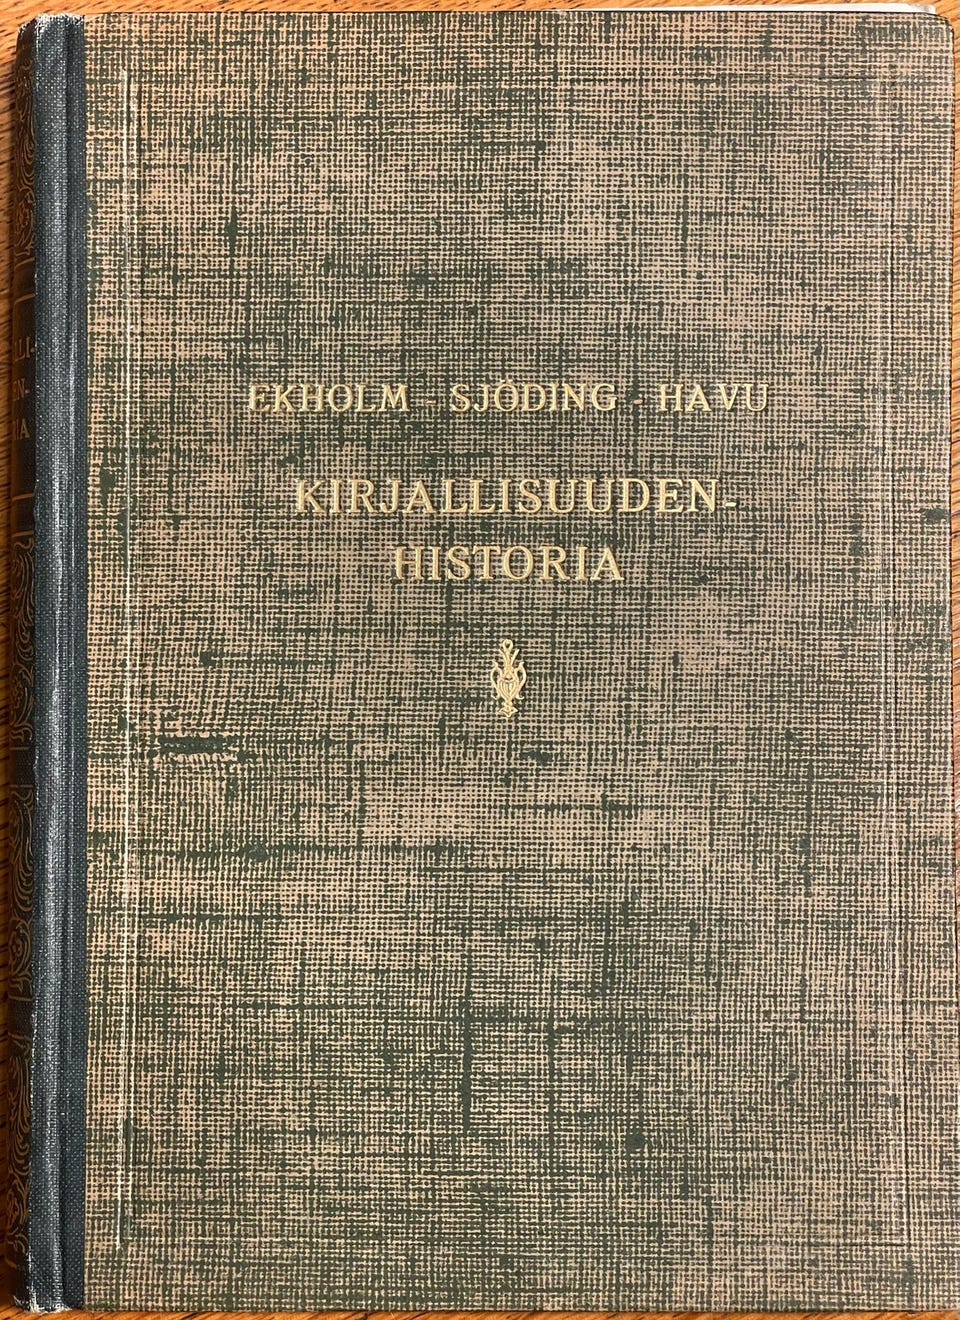 EKHOLM - SJÖDING - HAVU
KIRJALLISUUDEN-
HISTORIA